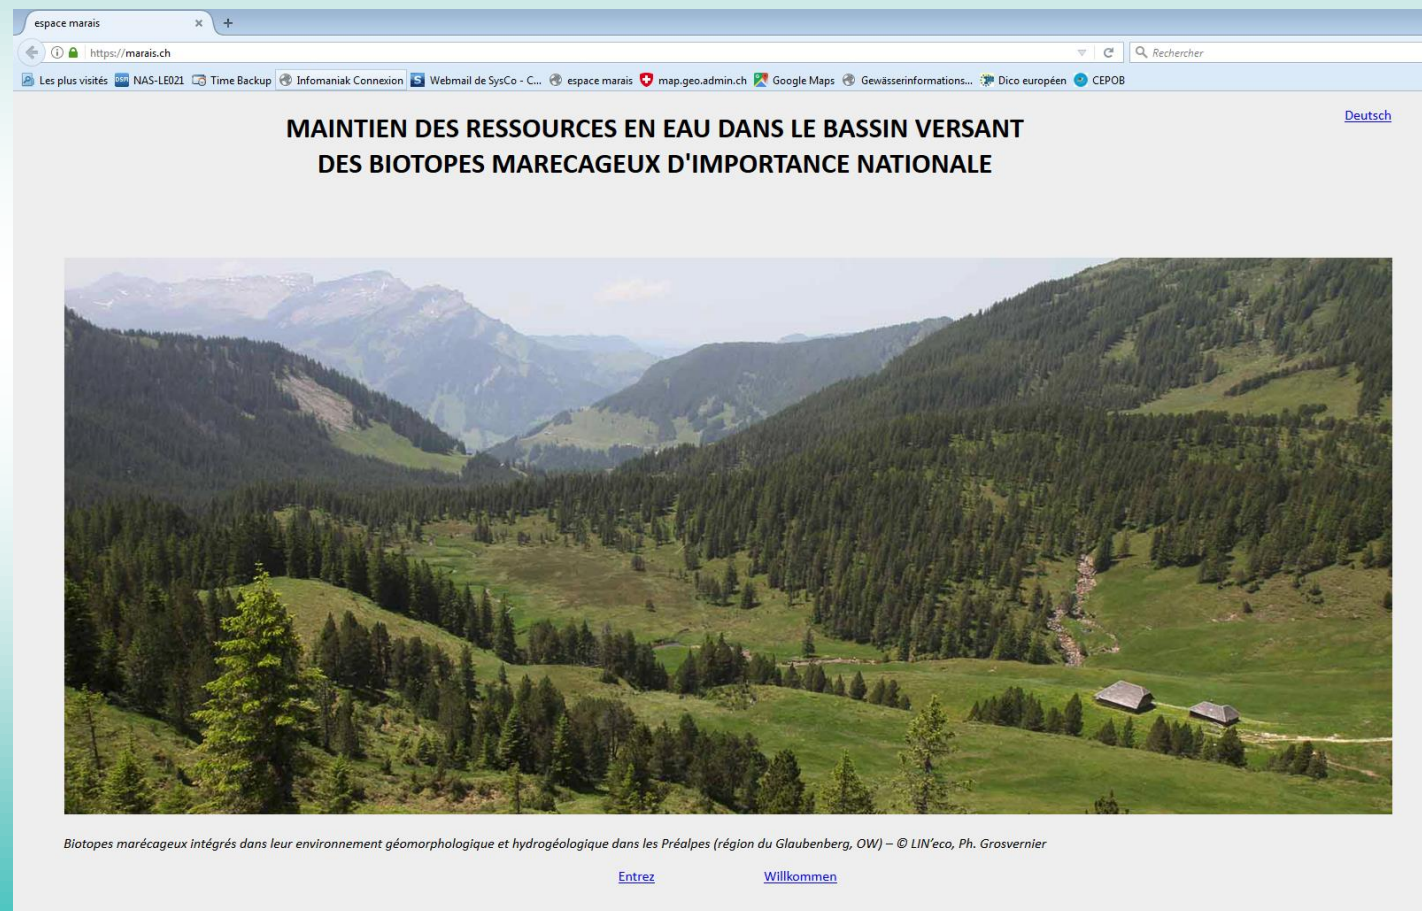 espace marais
https://marais.ch
Rechercher
Les plus visités NAS-LE021 Time Backup Infomaniak Connexion Webmail de SysCo - C... espace marais map.geo.admin.ch Google Maps Gewässerinformations... Dico européen CEPOB
Deutsch
MAINTIEN DES RESSOURCES EN EAU DANS LE BASSIN VERSANT
DES BIOTOPES MARECAGEUX D'IMPORTANCE NATIONALE
Biotopes marécageux intégrés dans leur environnement géomorphologique et hydrogéologique dans les Préalpes (région du Glaubenberg, OW) – © LIN'eco, Ph. Grosvernier
Entrez Willkommen